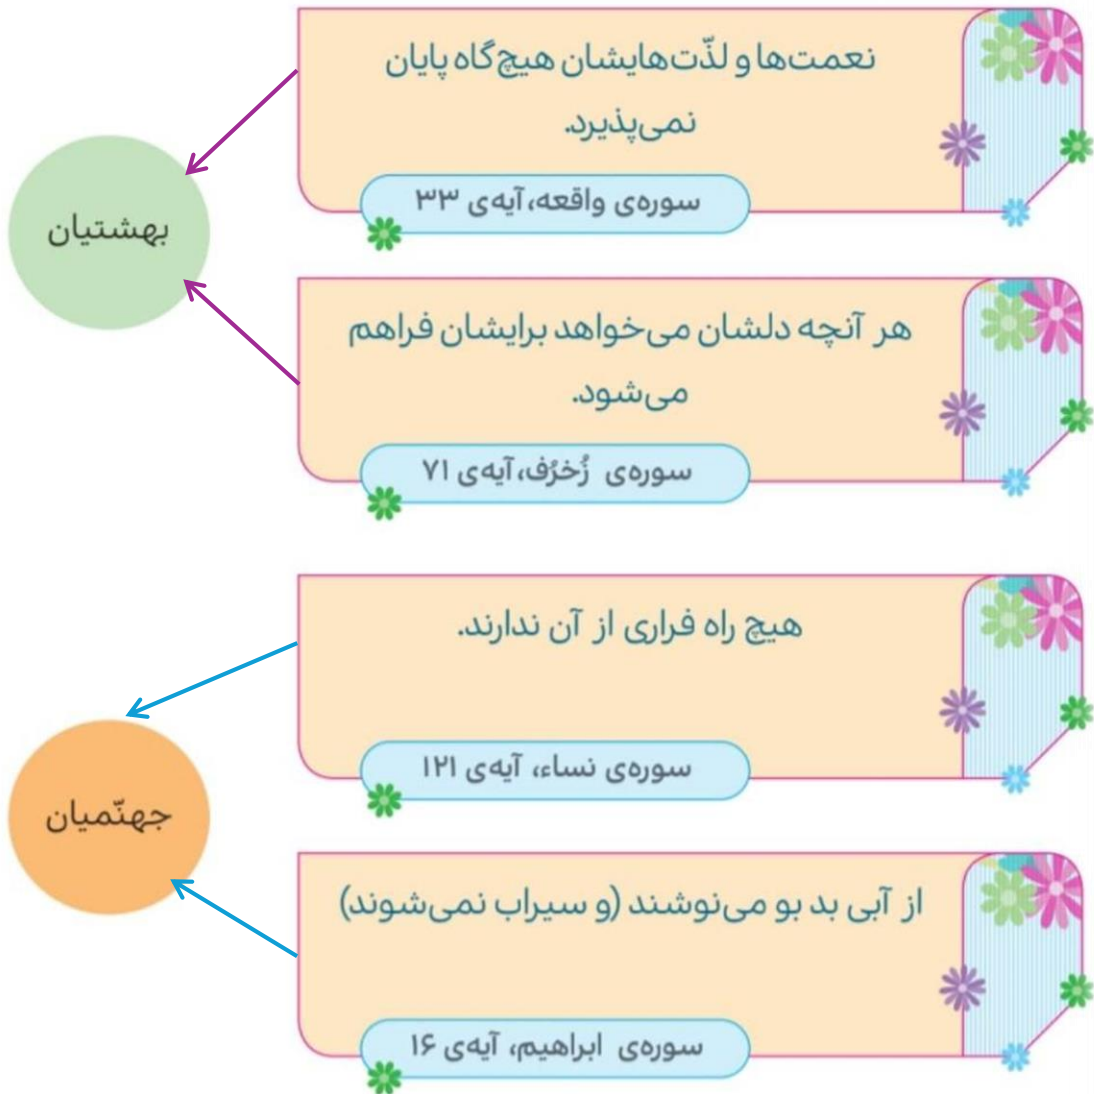 نعمت‌ها و لذّت‌هایشان هیچ‌گاه پایان
نمی‌پذیرد.
سوره‌ی واقعه، آیه‌ی ۳۳
بهشتیان
هر آنچه دلشان می‌خواهد برایشان فراهم
می‌شود.
سوره‌ی زُخرُف، آیه‌ی ۷۱
هیچ راه فراری از آن ندارند.
سوره‌ی نساء، آیه‌ی ۱۲۱
جهنّمیان
از آبی بد بو می‌نوشند (و سیراب نمی‌شوند)
سوره‌ی ابراهیم، آیه‌ی ۱۶